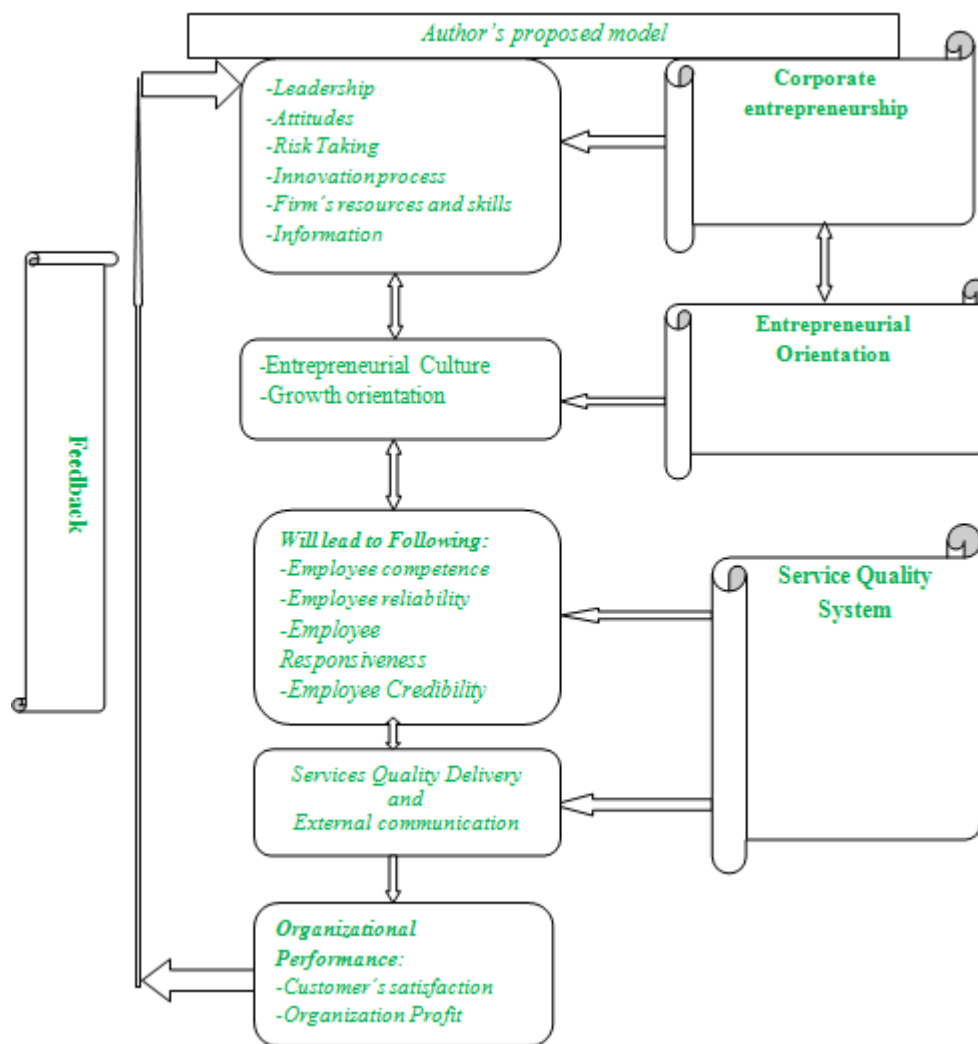 Author´s proposed model
-Leadership
-Attitudes
-Risk Taking
-Innovation process
-Firm´s resources and skills
-Information
Corporate
entrepreneurship
-Entrepreneurial Culture
-Growth orientation
Entrepreneurial
Orientation
Feedback
Will lead to Following:
-Employee competence
-Employee reliability
-Employee
Responsiveness
-Employee Credibility
Service Quality
System
Services Quality Delivery
and
External communication
Organizational
Performance:
-Customer´s satisfaction
-Organization Profit